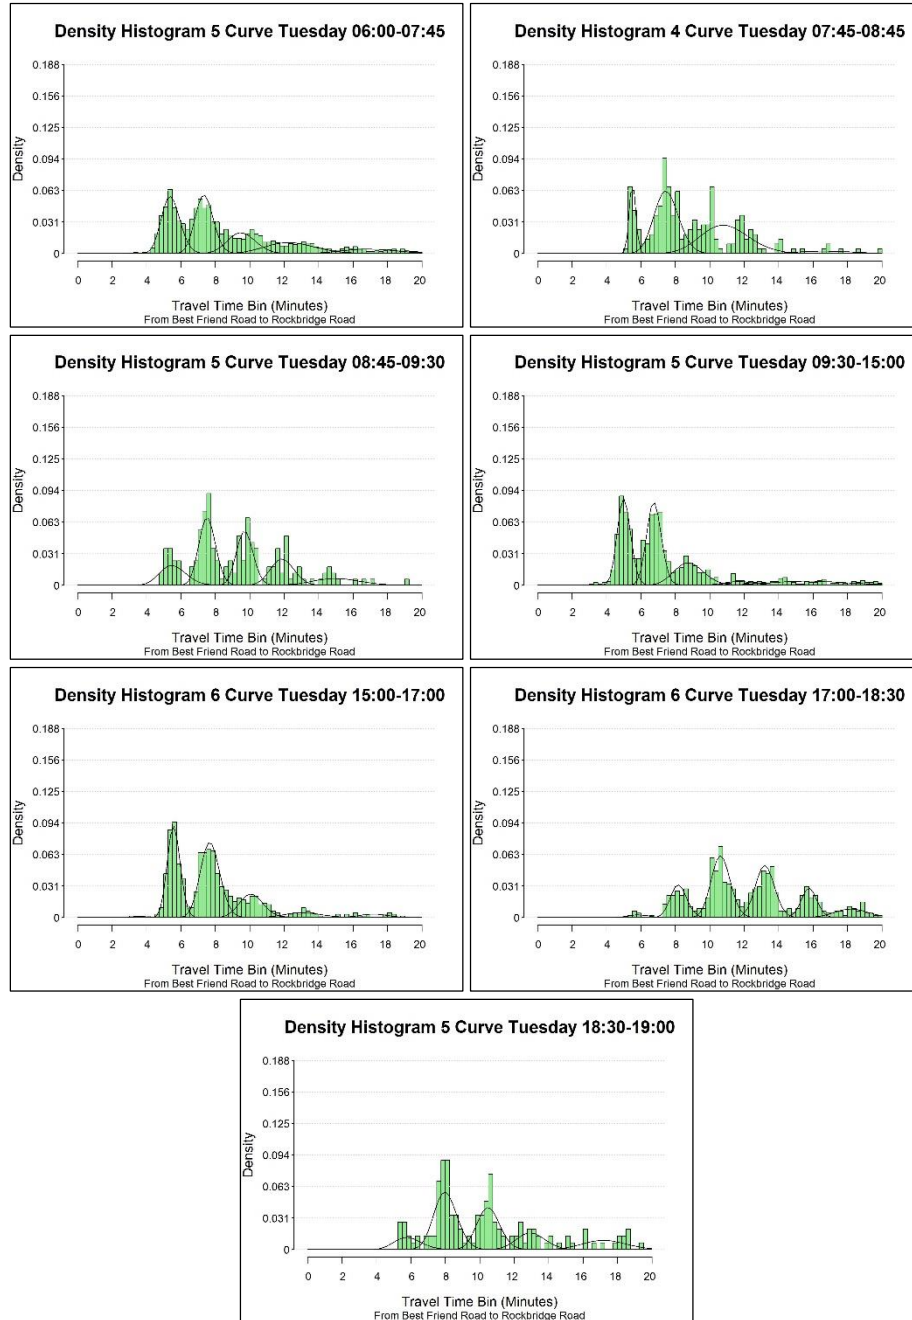 Density Histogram 5 Curve Tuesday 06:00-07:45
0.188
0.156
0.125
0.094
0.063
0.031
0
Density
0 2 4 6 8 10 12 14 16 18 20
Travel Time Bin (Minutes)
From Best Friend Road to Rockbridge Road
Density Histogram 4 Curve Tuesday 07:45-08:45
0.188
0.156
0.125
0.094
0.063
0.031
0
Density
0 2 4 6 8 10 12 14 16 18 20
Travel Time Bin (Minutes)
From Best Friend Road to Rockbridge Road
Density Histogram 5 Curve Tuesday 08:45-09:30
0.188
0.156
0.125
0.094
0.063
0.031
0
Density
0 2 4 6 8 10 12 14 16 18 20
Travel Time Bin (Minutes)
From Best Friend Road to Rockbridge Road
Density Histogram 5 Curve Tuesday 09:30-15:00
0.188
0.156
0.125
0.094
0.063
0.031
0
Density
0 2 4 6 8 10 12 14 16 18 20
Travel Time Bin (Minutes)
From Best Friend Road to Rockbridge Road
Density Histogram 6 Curve Tuesday 15:00-17:00
0.188
0.156
0.125
0.094
0.063
0.031
0
Density
0 2 4 6 8 10 12 14 16 18 20
Travel Time Bin (Minutes)
From Best Friend Road to Rockbridge Road
Density Histogram 6 Curve Tuesday 17:00-18:30
0.188
0.156
0.125
0.094
0.063
0.031
0
Density
0 2 4 6 8 10 12 14 16 18 20
Travel Time Bin (Minutes)
From Best Friend Road to Rockbridge Road
Density Histogram 5 Curve Tuesday 18:30-19:00
0.188
0.156
0.125
0.094
0.063
0.031
0
Density
0 2 4 6 8 10 12 14 16 18 20
Travel Time Bin (Minutes)
From Best Friend Road to Rockbridge Road